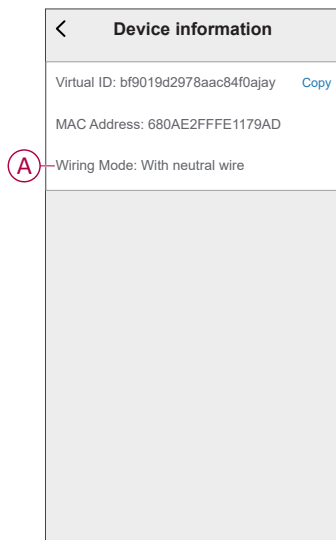 Device information
Virtual ID: bf9019d2978aac84f0ajay Copy
MAC Address: 680AE2FFFE1179AD
A
Wiring Mode: With neutral wire